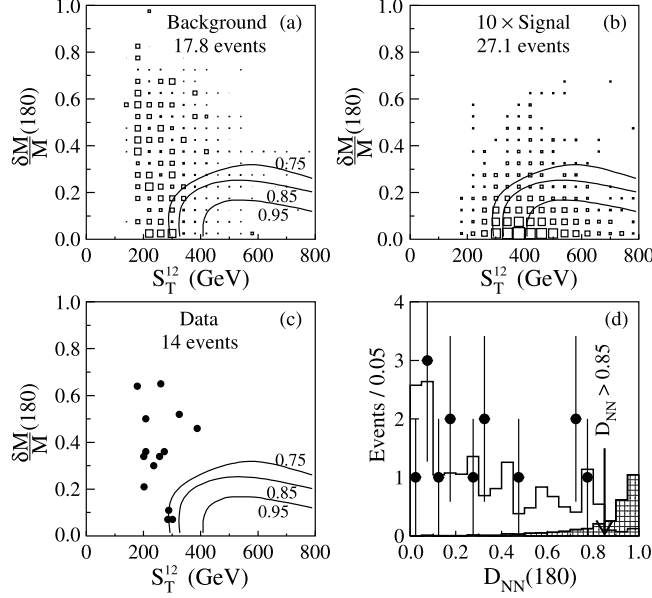 Background (a)
17.8 events
δM/M(180)
1.0
0.8
0.6
0.4
0.2
0.0
0.75
0.85
0.95
0 200 400 600 800
S_T^12 (GeV)
10 × Signal (b)
27.1 events
δM/M(180)
1.0
0.8
0.6
0.4
0.2
0.0
0.75
0.85
0.95
0 200 400 600 800
S_T^12 (GeV)
Data (c)
14 events
δM/M(180)
1.0
0.8
0.6
0.4
0.2
0.0
0.75
0.85
0.95
0 200 400 600 800
S_T^12 (GeV)
(d)
Events / 0.05
4
3
2
1
0
D_NN > 0.85
0.0 0.2 0.4 0.6 0.8 1.0
D_NN(180)